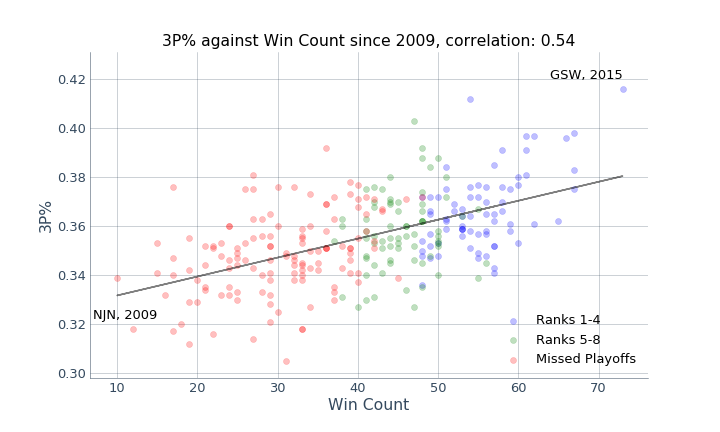 3P% against Win Count since 2009, correlation: 0.54
GSW, 2015
0.42
0.40
0.38
3P%
0.36
0.34
NJN, 2009
0.32
Ranks 1-4
Ranks 5-8
Missed Playoffs
0.30
10 20 30 40 50 60 70
Win Count